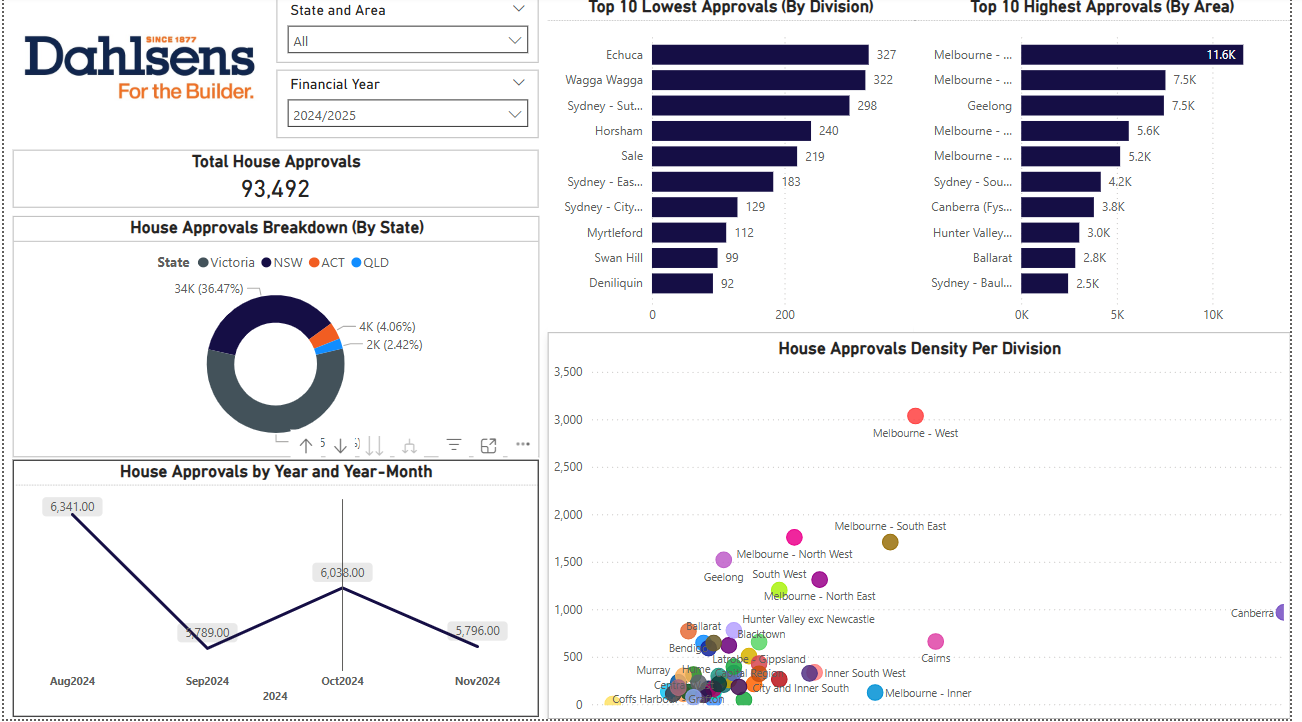 SINCE 1877
Dahlsens
For the Builder.
State and Area
All
Financial Year
2024/2025
Total House Approvals
93,492
House Approvals Breakdown (By State)
State Victoria NSW ACT QLD
34K (36.47%)
4K (4.06%)
2K (2.42%)
House Approvals by Year and Year-Month
6,341.00
5,789.00
6,038.00
5,796.00
Aug2024 Sep2024 Oct2024 Nov2024
2024
Top 10 Lowest Approvals (By Division)
Echuca 327
Wagga Wagga 322
Sydney - Sut... 298
Horsham 240
Sale 219
Sydney - Eas... 183
Sydney - City... 129
Myrtleford 112
Swan Hill 99
Deniliquin 92
0 200
Top 10 Highest Approvals (By Area)
Melbourne - ... 11.6K
Melbourne - ... 7.5K
Geelong 7.5K
Melbourne - ... 5.6K
Melbourne - ... 5.2K
Sydney - Sou... 4.2K
Canberra (Fys... 3.8K
Hunter Valley... 3.0K
Ballarat 2.8K
Sydney - Baul... 2.5K
0K 5K 10K
House Approvals Density Per Division
3,500
3,000
Melbourne - West
2,500
2,000
Melbourne - South East
1,500
Melbourne - North West
Geelong
South West
Melbourne - North East
1,000
Canberra
Hunter Valley exc Newcastle
Ballarat
Blacktown
Bendigo
Cairns
500
Latrobe - Gippsland
Murray
Hume
Inner South West
City and Inner South
Melbourne - Inner
Coffs Harbour - Grafton
0